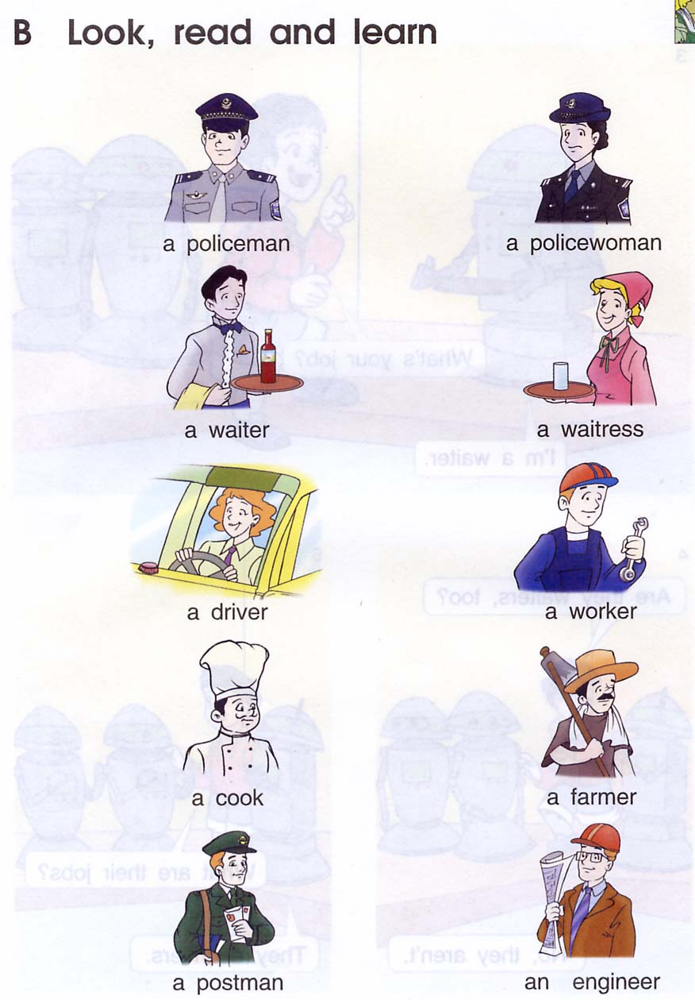 B Look, read and learn
a policeman a policewoman
a waiter a waitress
a driver a worker
a cook a farmer
a postman an engineer